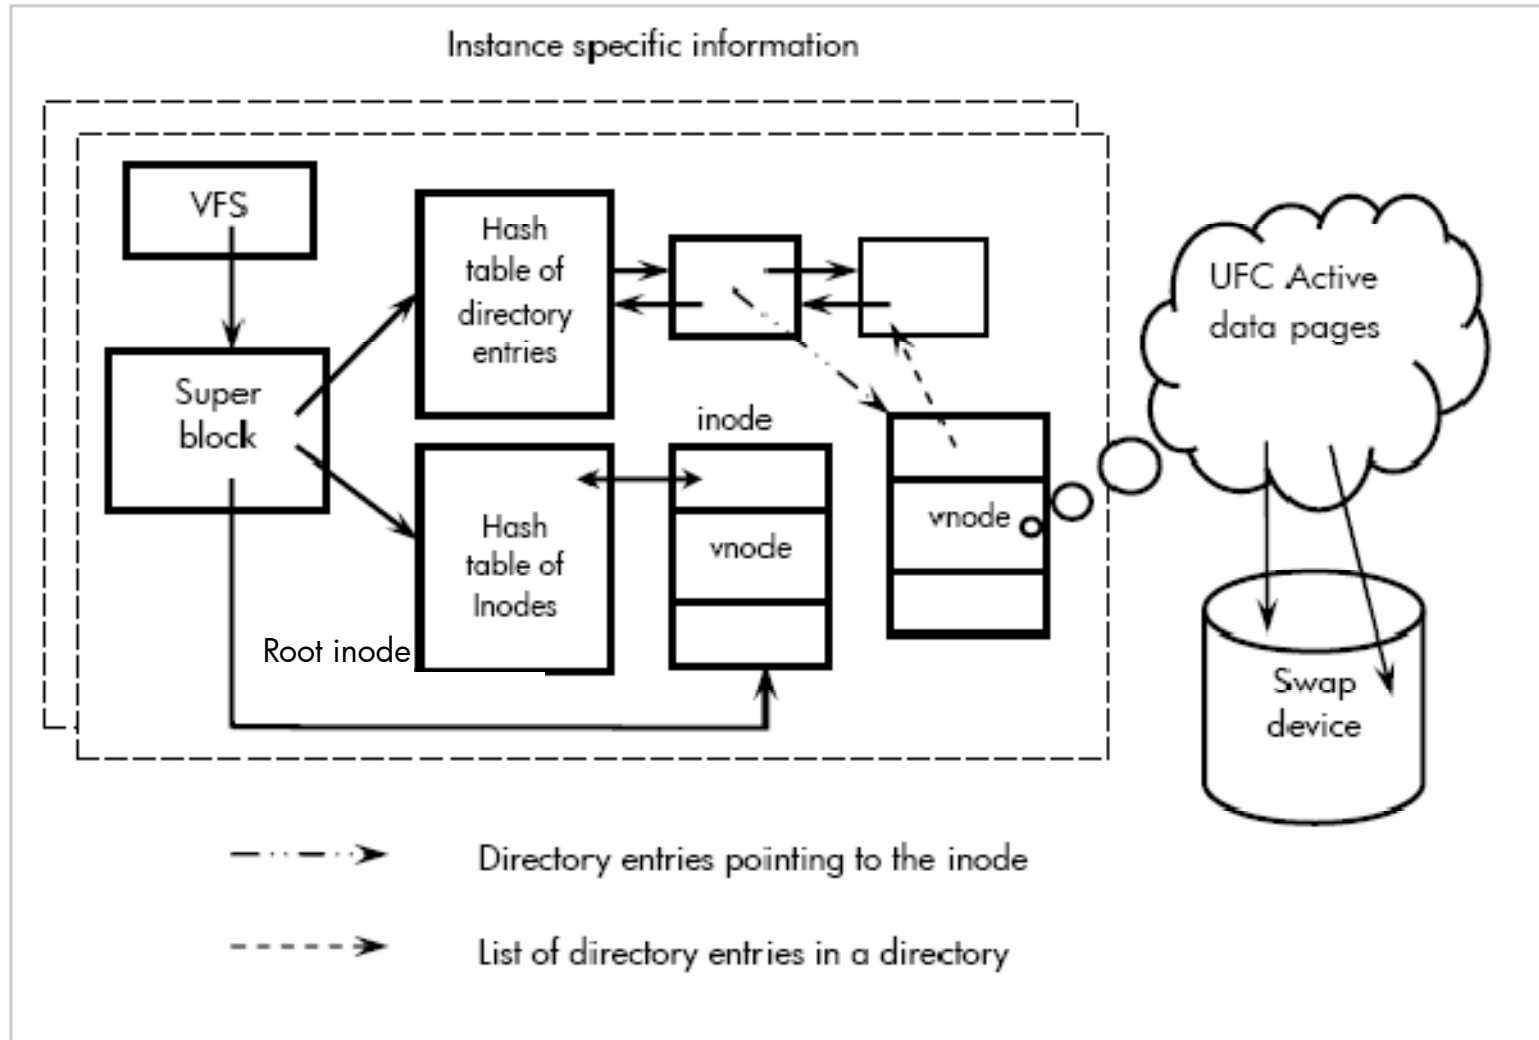 Instance specific information
VFS
Super
block
Hash
table of
directory
entries
inode
Hash
table of
Inodes
vnode
vnode
Root inode
UFC Active
data pages
Swap
device
Directory entries pointing to the inode
List of directory entries in a directory